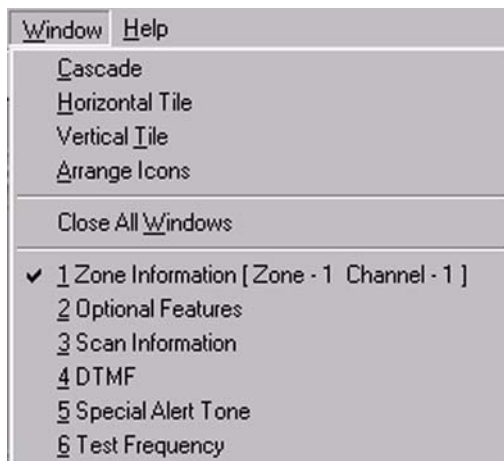 Window Help
Cascade
Horizontal Tile
Vertical Tile
Arrange Icons
Close All Windows
1 Zone Information [ Zone - 1 Channel - 1 ]
2 Optional Features
3 Scan Information
4 DTMF
5 Special Alert Tone
6 Test Frequency